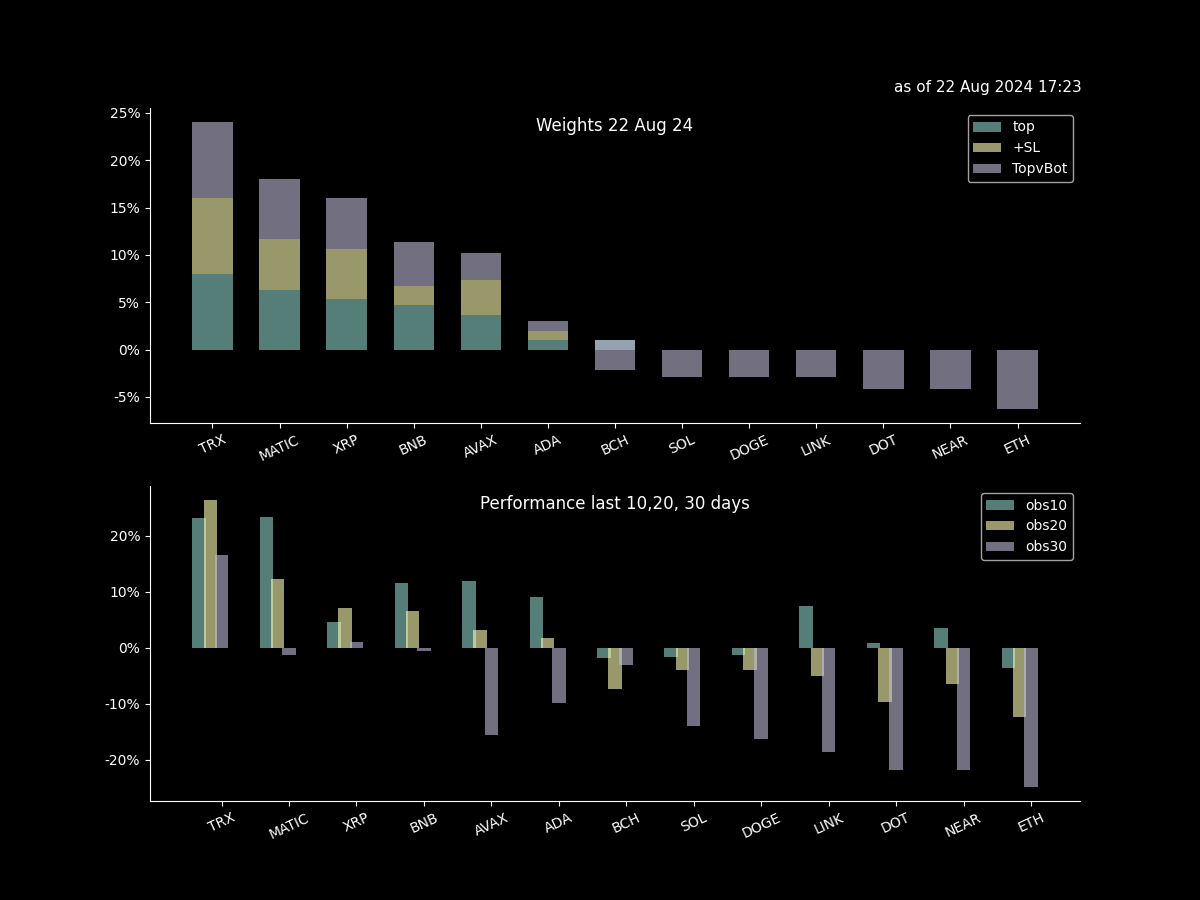 as of 22 Aug 2024 17:23
Weights 22 Aug 24
top
+SL
TopvBot
25%
20%
15%
10%
5%
0%
-5%
TRX MATIC XRP BNB AVAX ADA BCH SOL DOGE LINK DOT NEAR ETH
Performance last 10,20, 30 days
obs10
obs20
obs30
20%
10%
0%
-10%
-20%
TRX MATIC XRP BNB AVAX ADA BCH SOL DOGE LINK DOT NEAR ETH